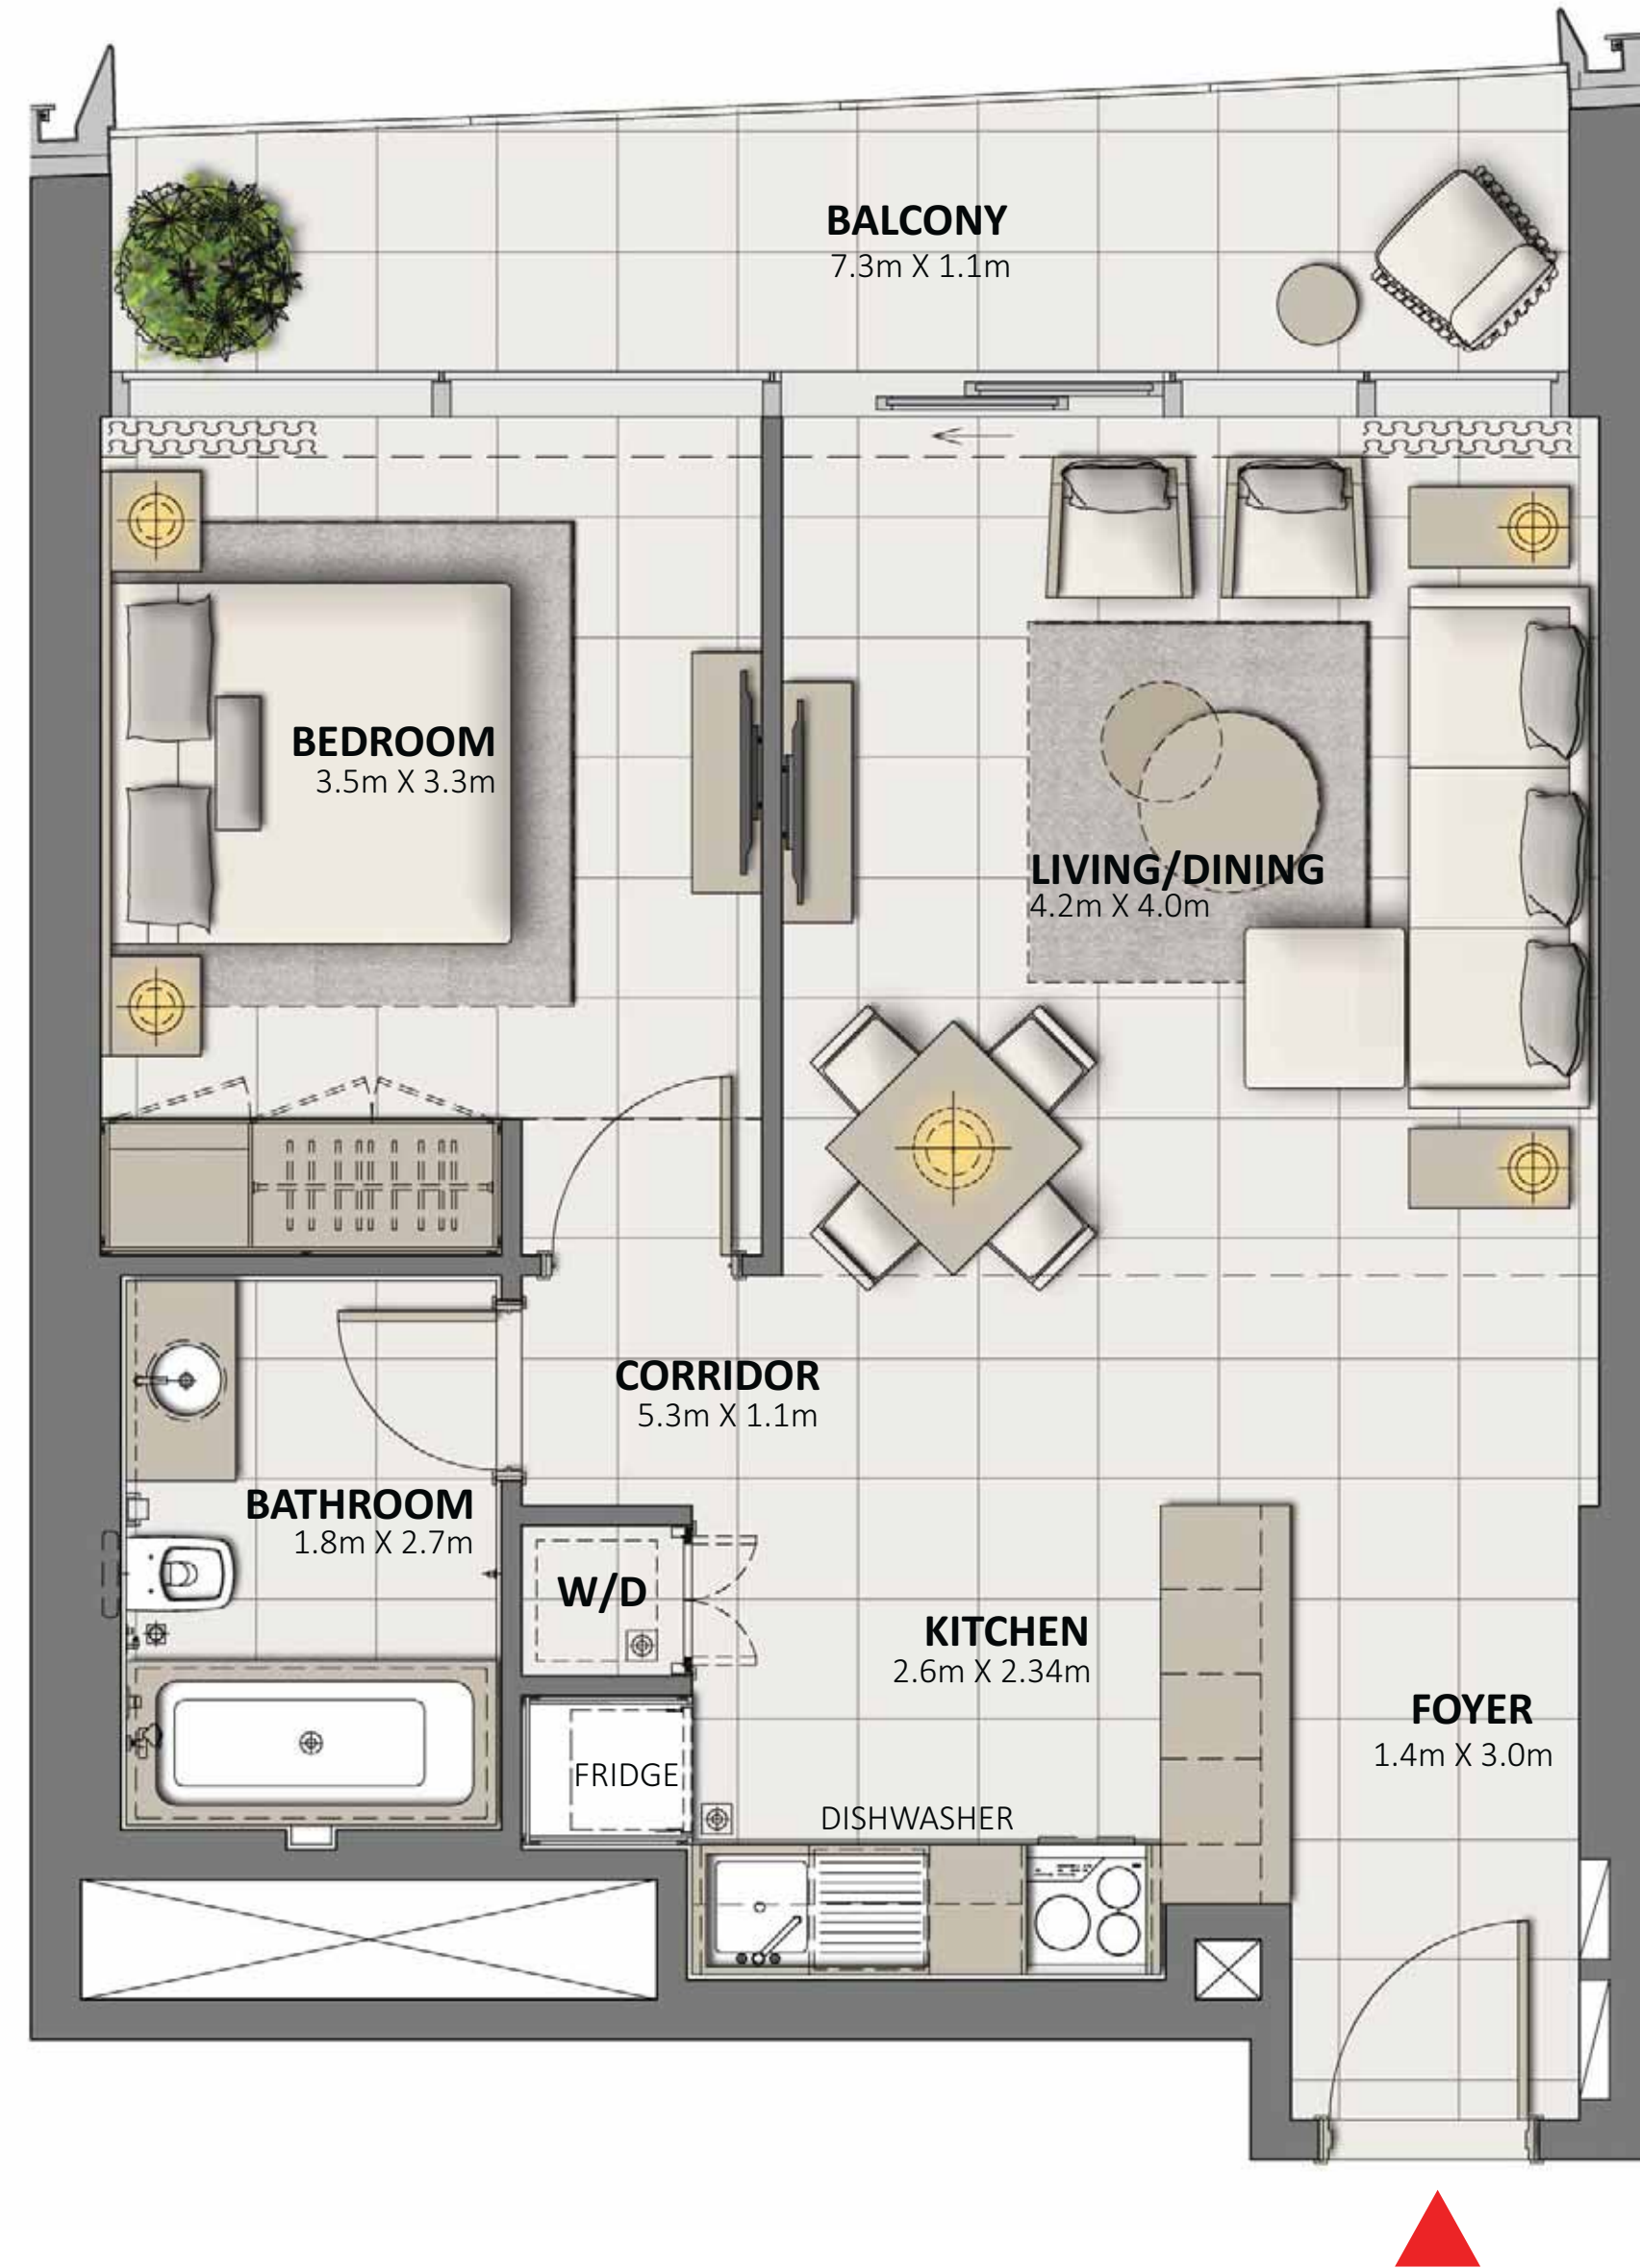 BALCONY
7.3m X 1.1m
BEDROOM
3.5m X 3.3m
LIVING/DINING
4.2m X 4.0m
CORRIDOR
5.3m X 1.1m
BATHROOM
1.8m X 2.7m
W/D
KITCHEN
2.6m X 2.34m
FOYER
1.4m X 3.0m
FRIDGE
DISHWASHER